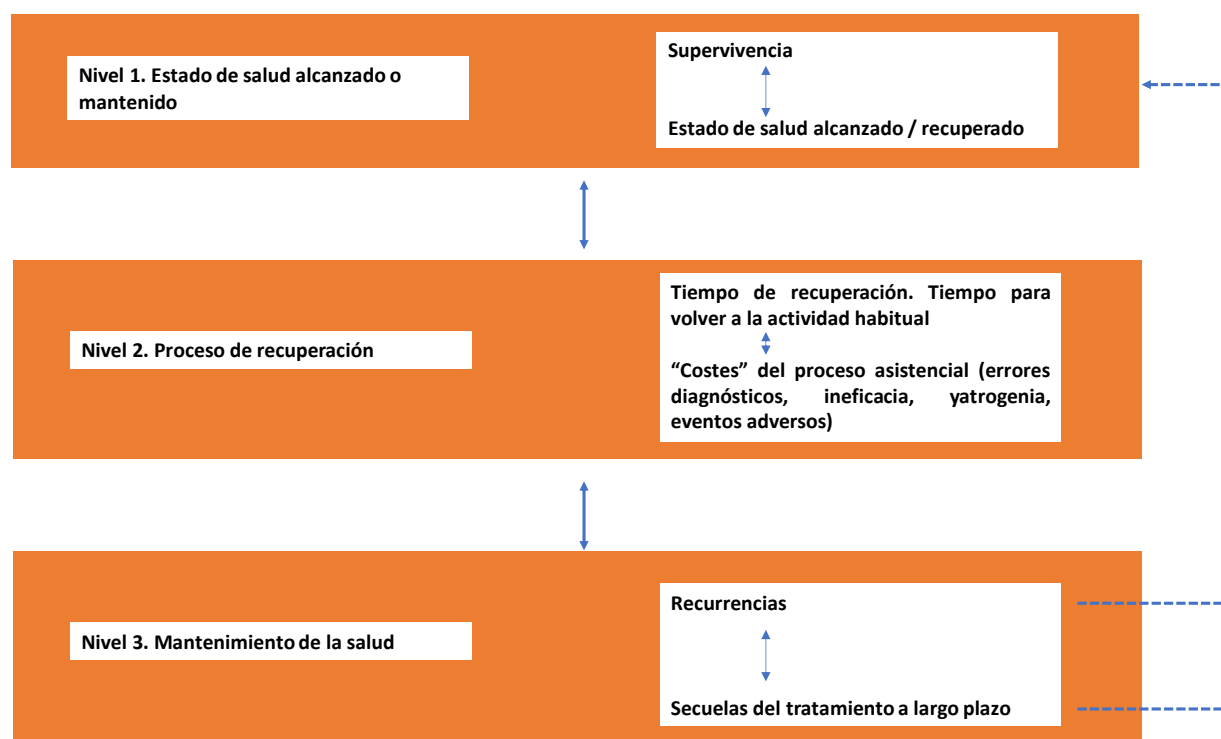 Nivel 1. Estado de salud alcanzado o
mantenido
Supervivencia
Estado de salud alcanzado / recuperado
Nivel 2. Proceso de recuperación
Tiempo de recuperación. Tiempo para
volver a la actividad habitual
“Costes” del proceso asistencial (errores
diagnósticos, ineficacia, yatrogenia,
eventos adversos)
Nivel 3. Mantenimiento de la salud
Recurrencias
Secuelas del tratamiento a largo plazo